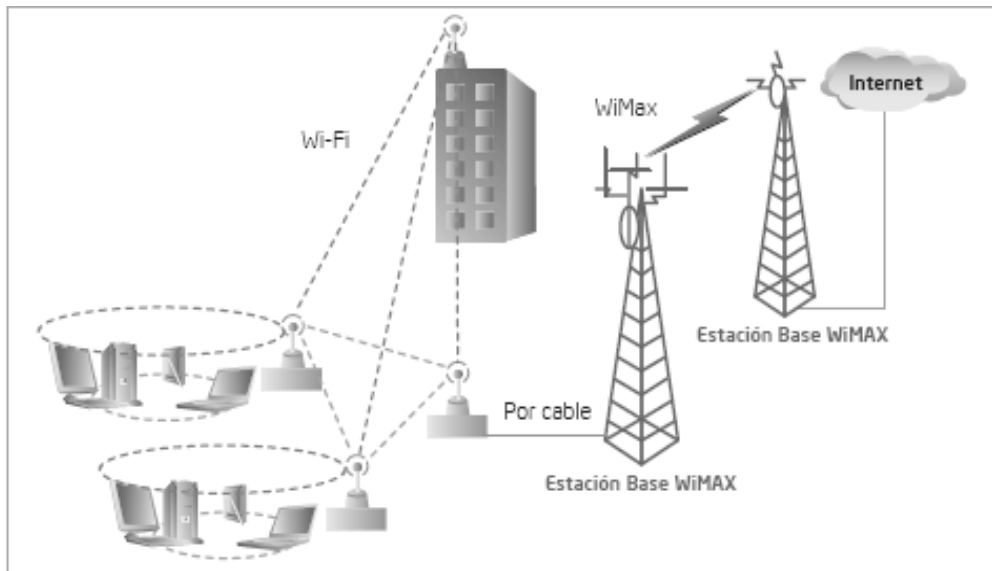 Internet
WiMax
Wi-Fi
Estación Base WiMAX
Por cable
Estación Base WiMAX